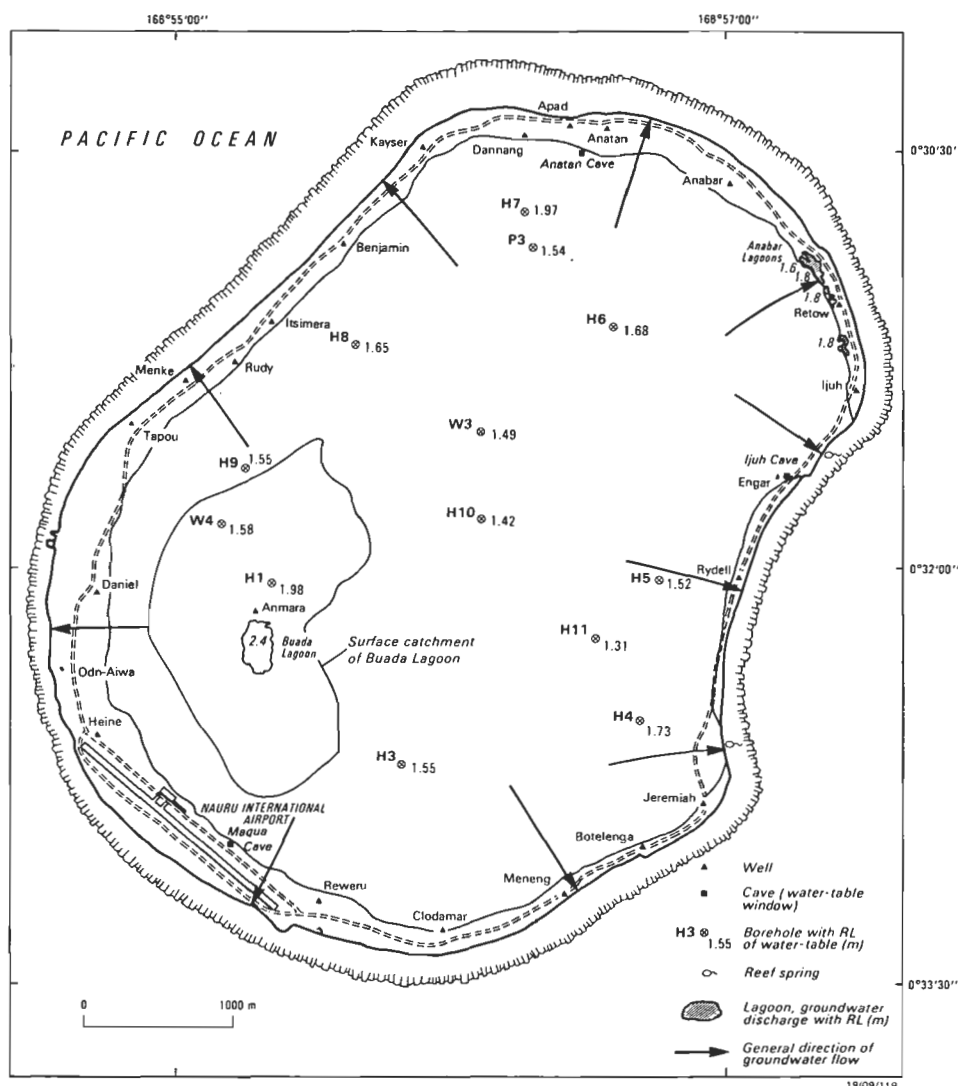 168°55'00"
168°57'00"
PACIFIC OCEAN
Apad
Anatan
Kayser
Dannang
Anatan Cave
0°30'30"
Anabar
H7
1.97
P3
1.54
Benjamin
Anabar
Lagoons
1.6
1.8
1.8
Retow
1.8
H6
1.68
Itsimera
H8
1.65
Menke
Rudy
Ijuh
Tapou
W3
1.49
H9
1.55
Ijuh Cave
Engar
W4
1.58
H10
1.42
Rydell
H5
1.52
0°32'00"
Daniel
H1
1.98
Anmara
2.4
Buada
Lagoon
Surface catchment
of Buada Lagoon
H11
1.31
Odn-Aiwa
Heine
H4
1.73
H3
1.55
NAURU INTERNATIONAL
AIRPORT
Maqua
Cave
Jeremiah
Botelenga
Meneng
Reweru
Clodamar
Well
Cave (water-table
window)
H3
1.55
Borehole with RL
of water-table (m)
Reef spring
0°33'30"
Lagoon, groundwater
discharge with RL (m)
General direction of
groundwater flow
0
1000 m